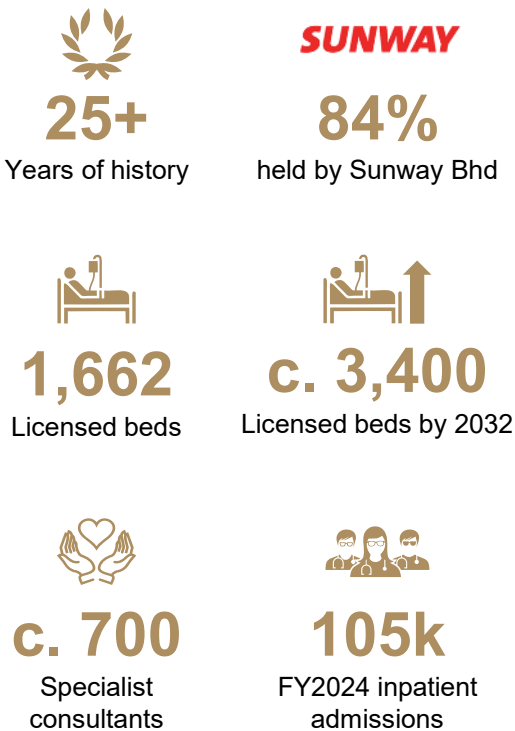 SUNWAY
25+
Years of history
84%
held by Sunway Bhd
1,662
Licensed beds
c. 3,400
Licensed beds by 2032
c. 700
Specialist
consultants
105k
FY2024 inpatient
admissions